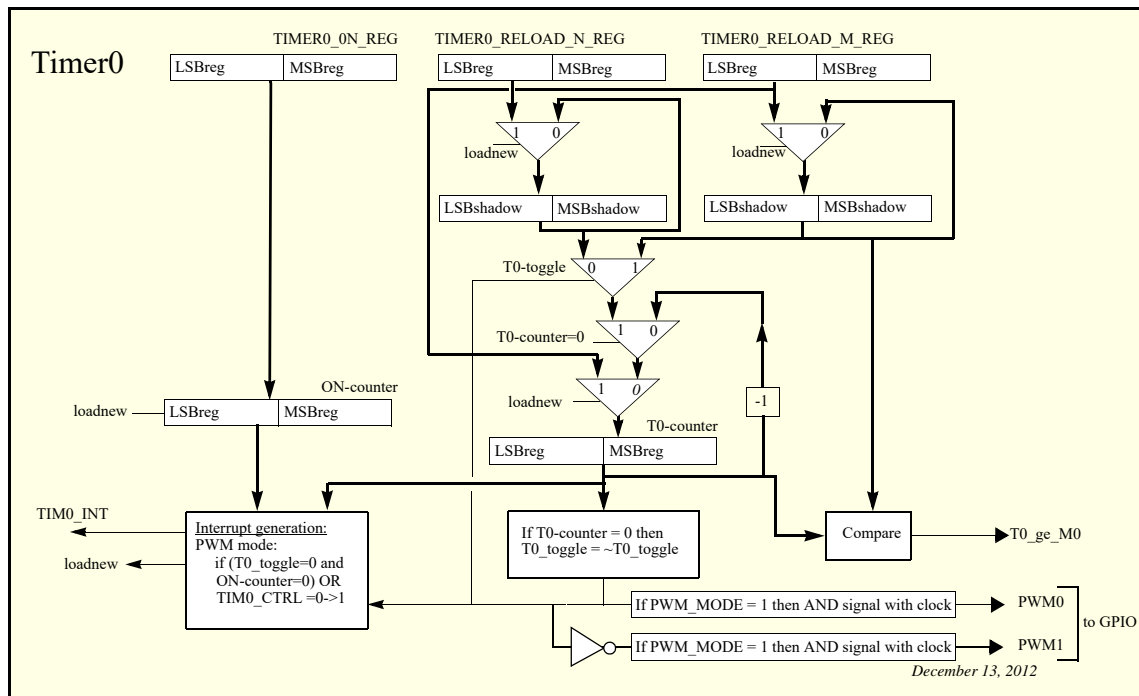 Timer0
TIMER0_0N_REG
TIMER0_RELOAD_N_REG
TIMER0_RELOAD_M_REG
LSBreg MSBreg
LSBreg MSBreg
LSBreg MSBreg
1 0
loadnew
1 0
loadnew
LSBshadow MSBshadow
LSBshadow MSBshadow
T0-toggle
0 1
T0-counter=0
1 0
loadnew
1 0
-1
ON-counter
loadnew
LSBreg MSBreg
T0-counter
LSBreg MSBreg
TIM0_INT
loadnew
Interrupt generation:
PWM mode:
if (T0_toggle=0 and
ON-counter=0) OR
TIM0_CTRL =0->1
If T0-counter = 0 then
T0_toggle = ~T0_toggle
Compare
T0_ge_M0
If PWM_MODE = 1 then AND signal with clock
PWM0
If PWM_MODE = 1 then AND signal with clock
PWM1
to GPIO
December 13, 2012